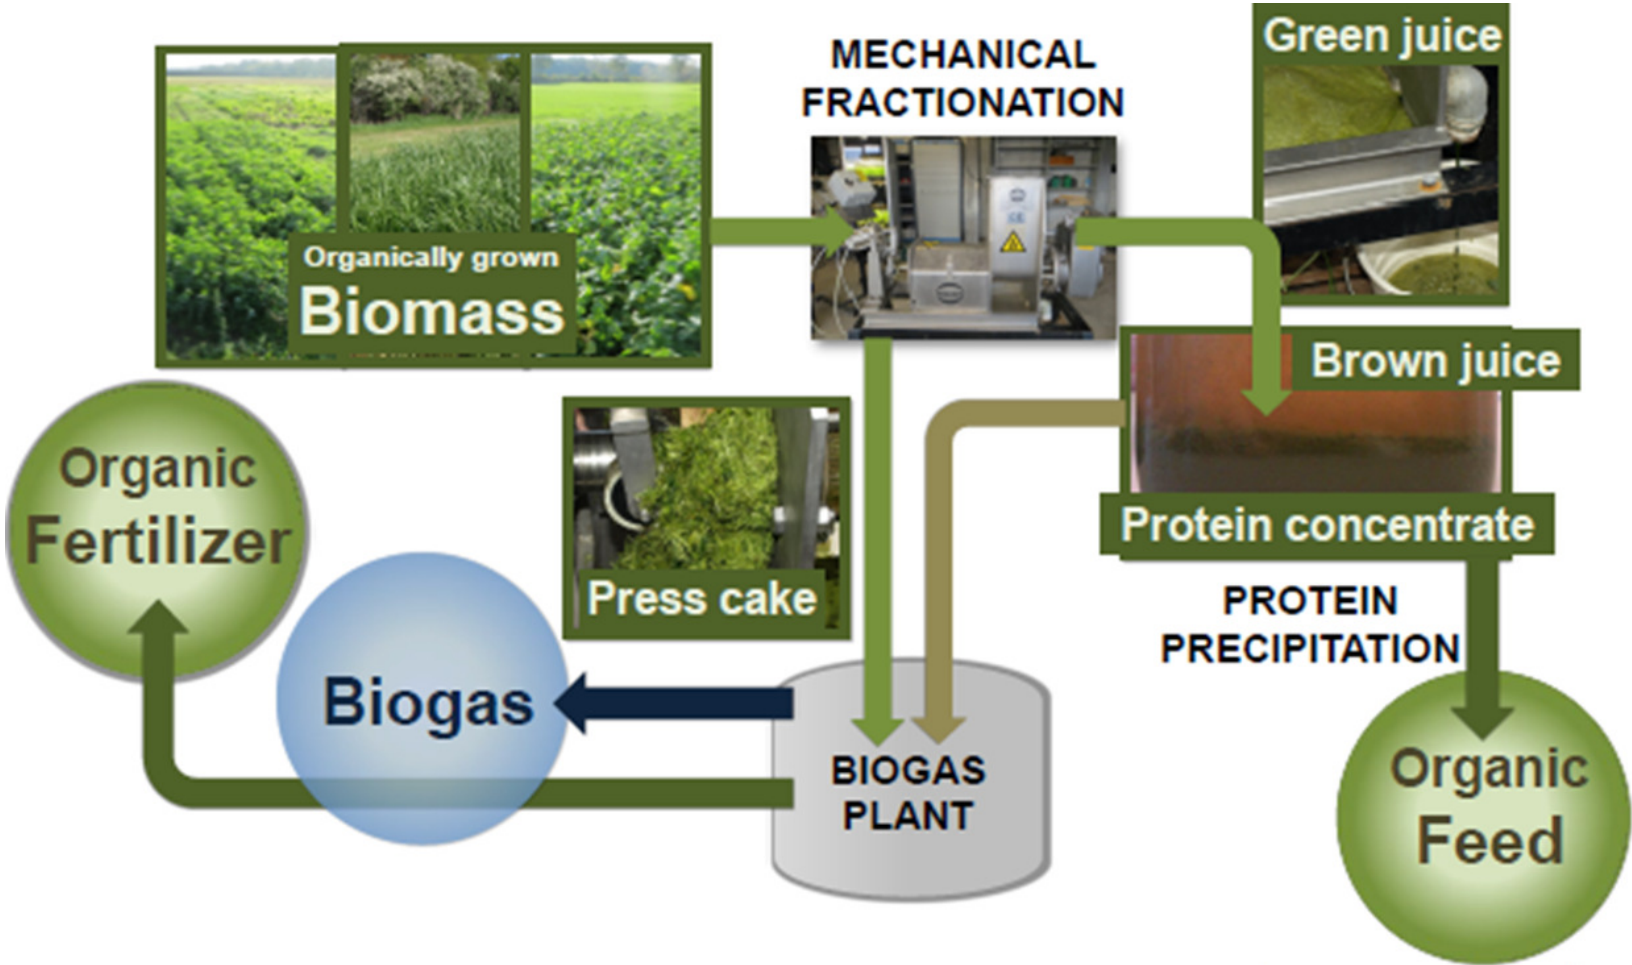 MECHANICAL
FRACTIONATION
Green juice
Organically grown
Biomass
Brown juice
Protein concentrate
Organic
Fertilizer
Press cake
PROTEIN
PRECIPITATION
Biogas
BIOGAS
PLANT
Organic
Feed